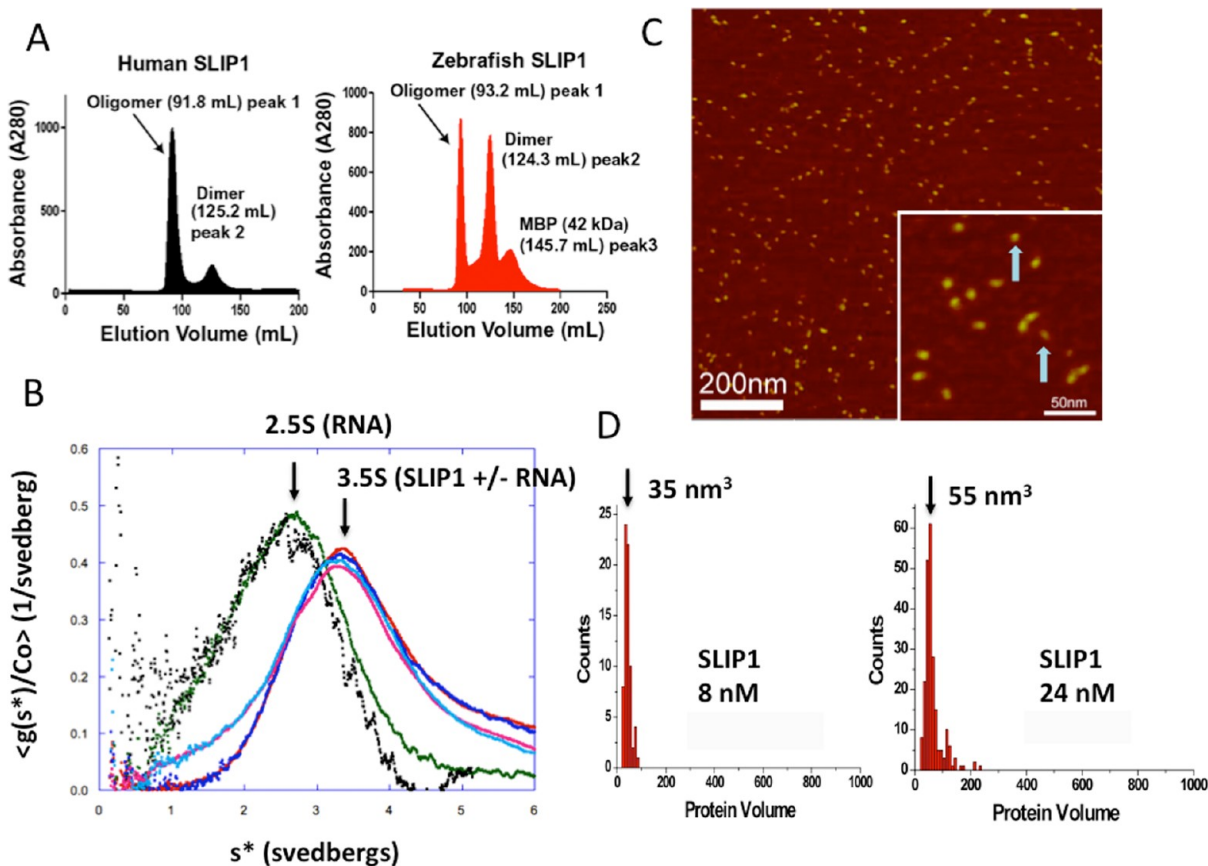 A
Human SLIP1
Oligomer (91.8 mL) peak 1
Dimer
(125.2 mL)
peak 2
Absorbance (A280)
1000
500
0
0
50
100
150
200
Elution Volume (mL)
Zebrafish SLIP1
Oligomer (93.2 mL) peak 1
Dimer
(124.3 mL) peak2
MBP (42 kDa)
(145.7 mL) peak3
Absorbance (A280)
1000
800
600
400
200
0
0
50
100
150
200
250
Elution Volume (mL)
C
200nm
50nm
B
2.5S (RNA)
3.5S (SLIP1 +/- RNA)
<g(s*)/Co> (1/svedberg)
0.6
0.5
0.4
0.3
0.2
0.1
0.0
0
1
2
3
4
5
6
s* (svedbergs)
D
35 nm³
Counts
25
20
15
10
5
0
SLIP1
8 nM
0
200
400
600
800
1000
Protein Volume
55 nm³
Counts
60
50
40
30
20
10
0
SLIP1
24 nM
0
200
400
600
800
1000
Protein Volume